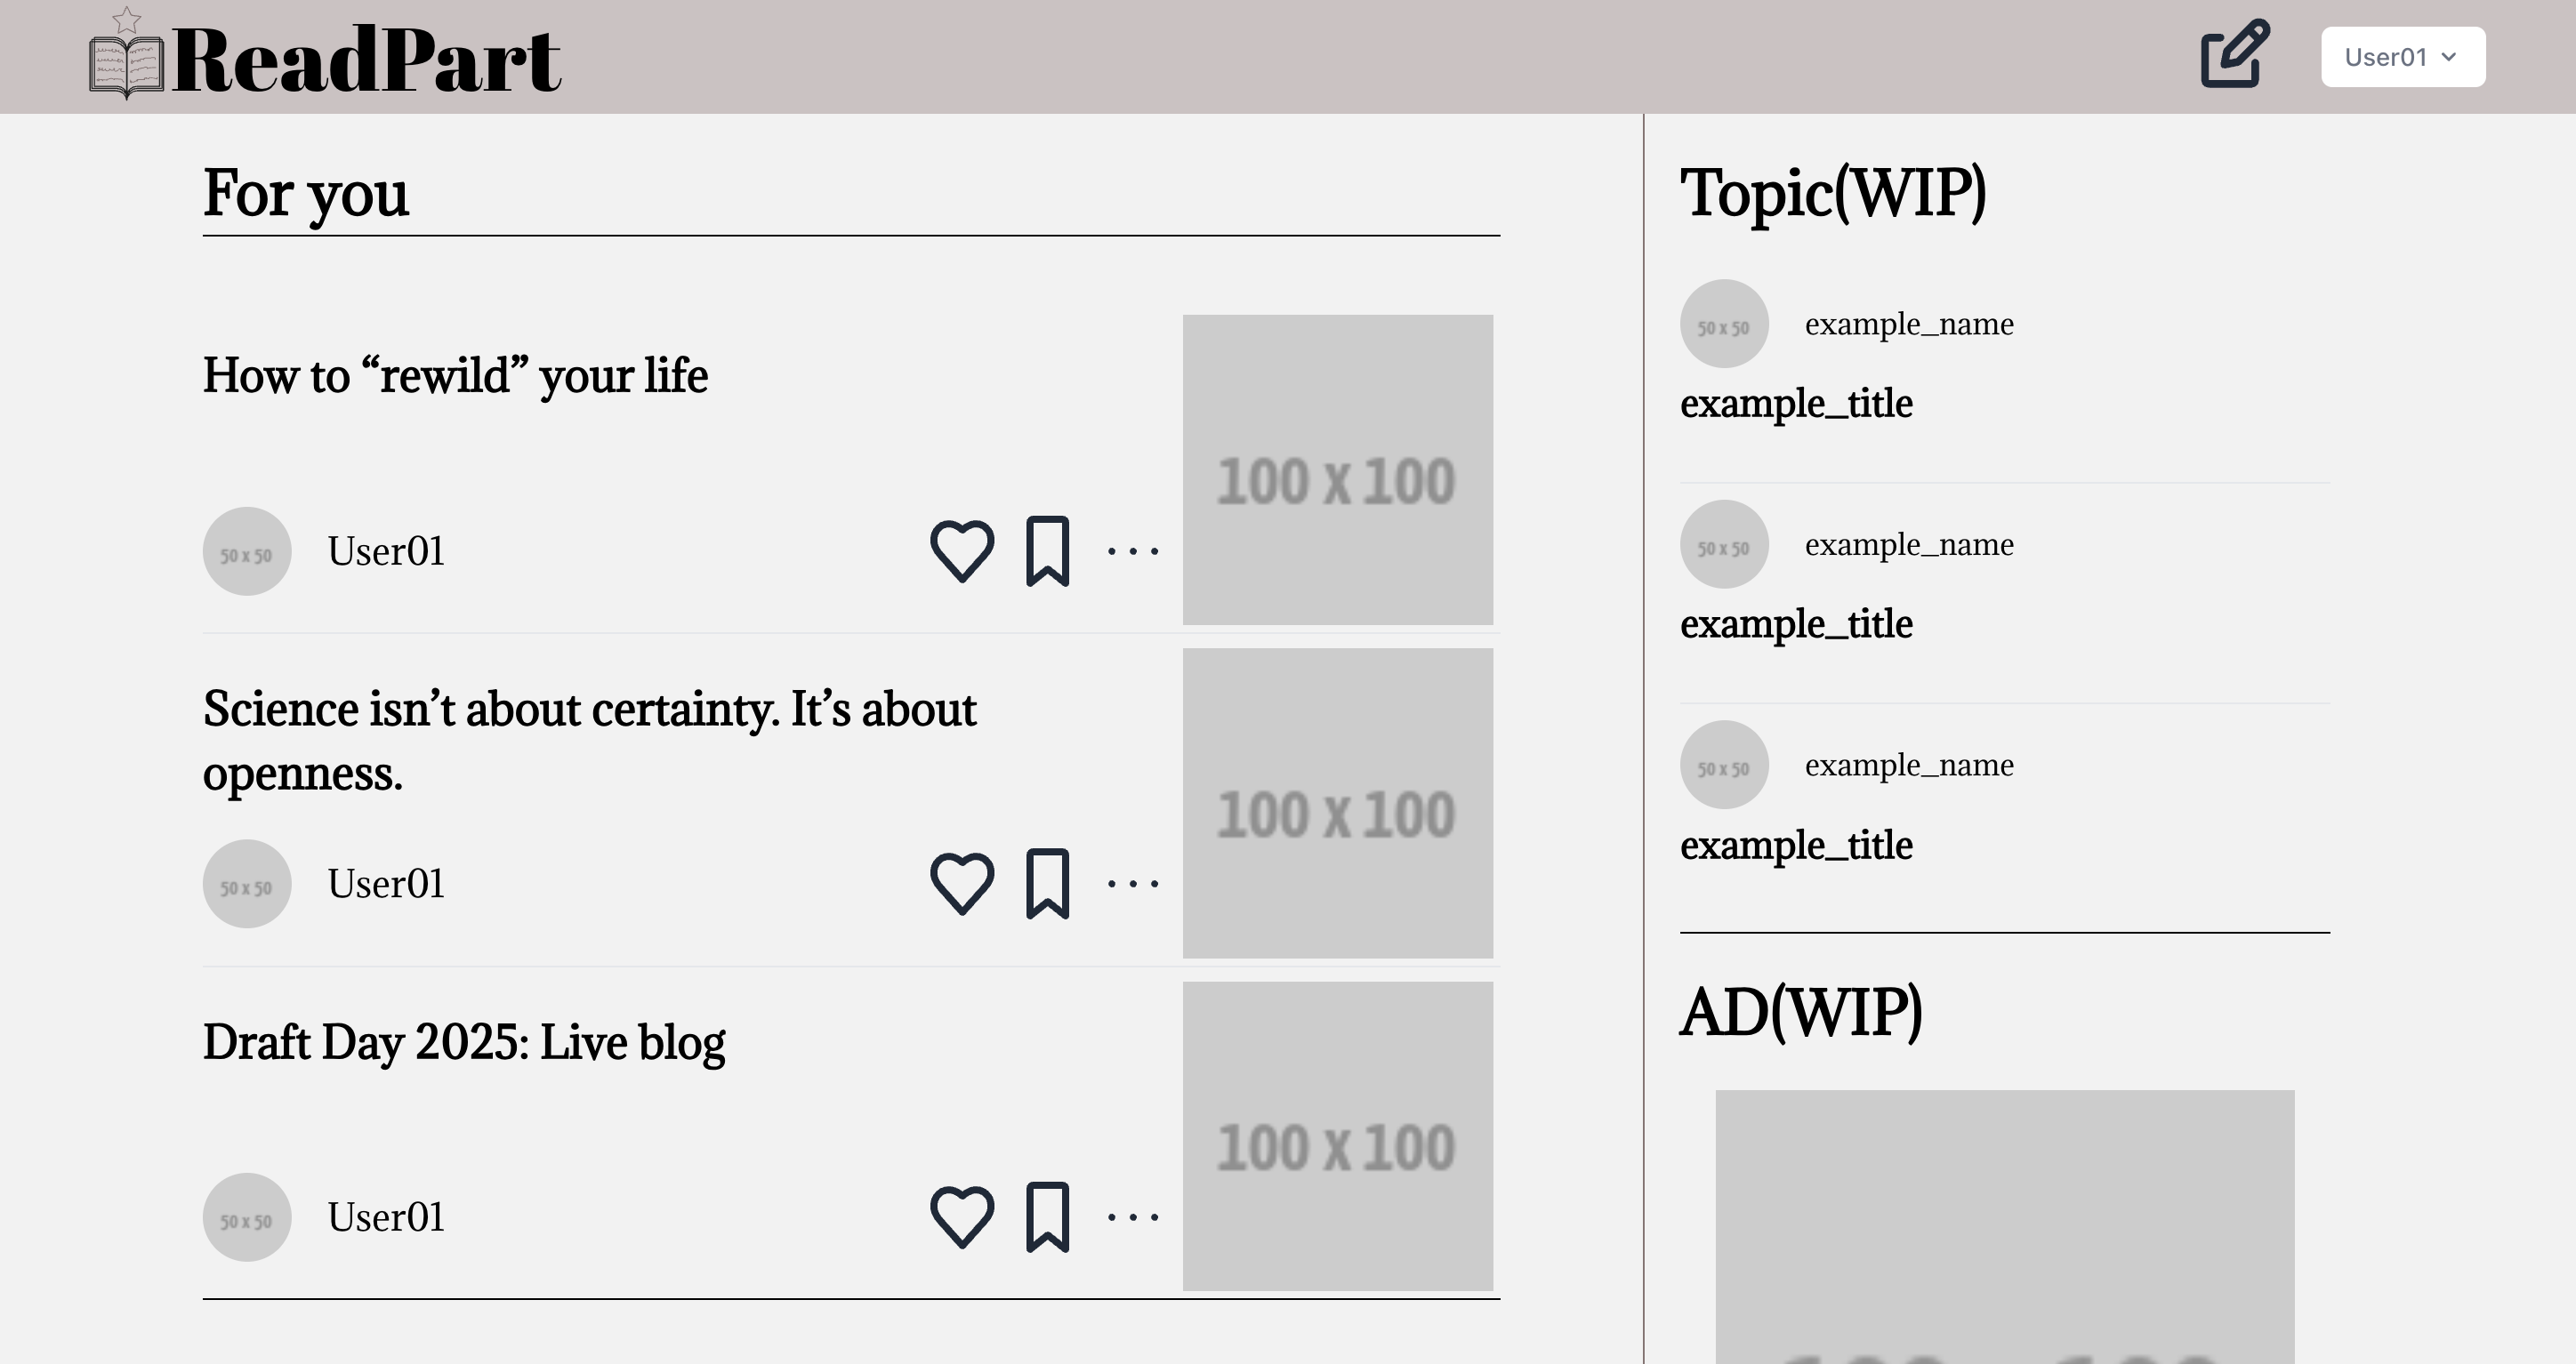 ReadPart
User01
For you
How to “rewild” your life
100 X 100
50 x 50
User01
Science isn’t about certainty. It’s about
openness.
100 X 100
50 x 50
User01
Draft Day 2025: Live blog
100 X 100
50 x 50
User01
Topic(WIP)
50 x 50
example_name
example_title
50 x 50
example_name
example_title
50 x 50
example_name
example_title
AD(WIP)